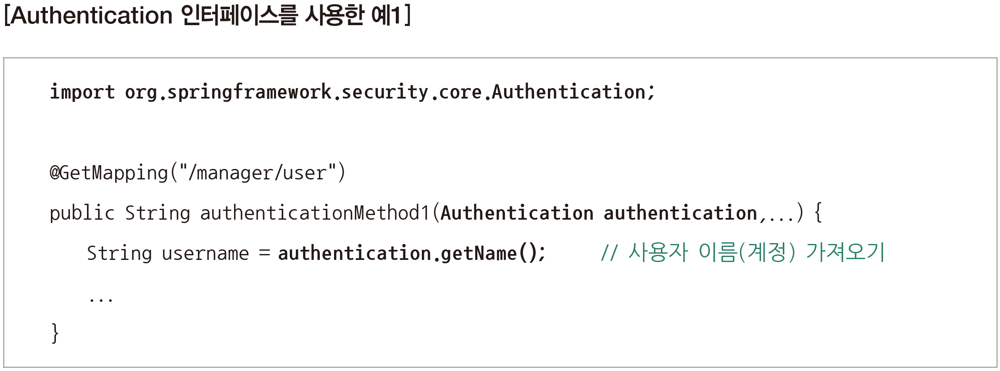 [Authentication 인터페이스를 사용한 예1]
import org.springframework.security.core.Authentication;
@GetMapping("/manager/user")
public String authenticationMethod1(Authentication authentication,...) {
String username = authentication.getName(); // 사용자 이름(계정) 가져오기
...
}